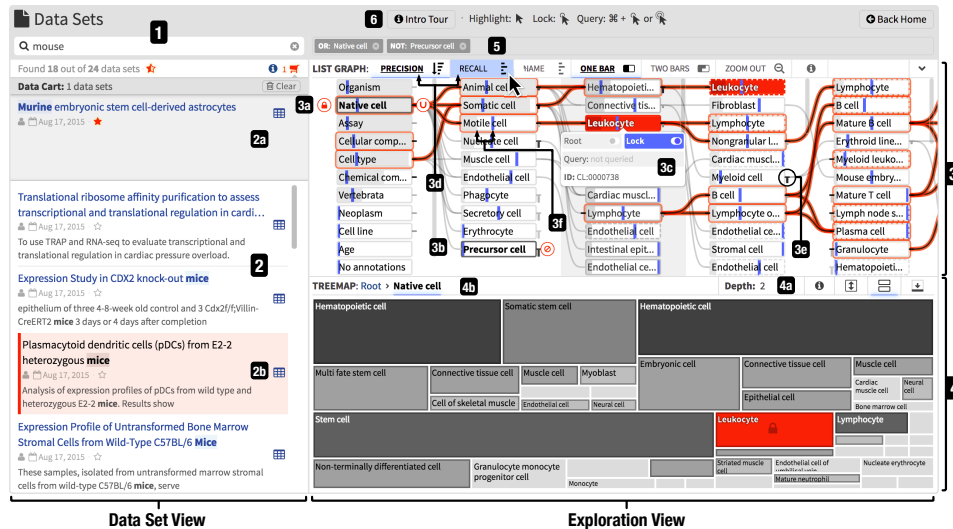 Data Sets
6
Intro Tour · Highlight: Lock: Query: ⌘ + or
Back Home
1
mouse
OR: Native cell
NOT: Precursor cell
5
Found 18 out of 24 data sets
1
Data Cart: 1 data sets
Clear
Murine embryonic stem cell-derived astrocytes
Aug 17, 2015
2a
Translational ribosome affinity purification to assess
transcriptional and translational regulation in cardi...
Aug 17, 2015
To use TRAP and RNA-seq to evaluate transcriptional and
translational regulation in cardiac pressure overload.
2
Expression Study in CDX2 knock-out mice
Aug 17, 2015
epithelium of three 4-8-week old control and 3 Cdx2f/f;Villin-
CreERT2 mice 3 days or 4 days after completion
Plasmacytoid dendritic cells (pDCs) from E2-2
heterozygous mice
2b
Aug 17, 2015
Analysis of expression profiles of pDCs from wild type and
heterozygous E2-2 mice. Results show
Expression Profile of Untransformed Bone Marrow
Stromal Cells from Wild-Type C57BL/6 Mice
Aug 17, 2015
These samples, isolated from untransformed marrow stromal
cells from wild-type C57BL/6 mice, serve
LIST GRAPH: PRECISION RECALL NAME ONE BAR TWO BARS ZOOM OUT
3a
Organism
Native cell
Assay
Cellular comp...
Cell type
Chemical com...
Vertebrata
Neoplasm
Cell line
Age
No annotations
3d
3b
Animal cell
Somatic cell
Motile cell
Nucleate cell
Muscle cell
Endothelial cell
Phagocyte
Secretory cell
Erythrocyte
Precursor cell
3f
Hematopoieti...
Connective tis...
Leukocyte
Root
Lock
Query: not queried
3c
ID: CL:0000738
Cardiac muscl...
Lymphocyte
Endothelial cell
Intestinal epit...
Endothelial ce...
Leukocyte
Fibroblast
Lymphocyte
Nongranular l...
Cardiac muscl...
Myeloid cell
B cell
Lymphocyte o...
Endothelial ce...
Stromal cell
Endothelial cell
3e
Lymphocyte
B cell
Mature B cell
Erythroid line...
Myeloid leuko...
Mouse embry...
Mature T cell
Lymph node s...
Plasma cell
Granulocyte
Hematopoieti...
3
TREEMAP: Root > Native cell
4b
Depth: 2
4a
Hematopoietic cell
Somatic stem cell
Hematopoietic cell
Multi fate stem cell
Connective tissue cell
Muscle cell
Myoblast
Cell of skeletal muscle
Endothelial cell
Neural cell
Embryonic cell
Connective tissue cell
Muscle cell
Epithelial cell
Cardiac
muscle cell
Neural
cell
Bone marrow cell
4
Stem cell
Leukocyte
Lymphocyte
Non-terminally differentiated cell
Granulocyte monocyte
progenitor cell
Monocyte
Striated muscle
cell
Endothelial cell of
umbilical vein
Nucleate erythrocyte
Mature neutrophil
Data Set View
Exploration View